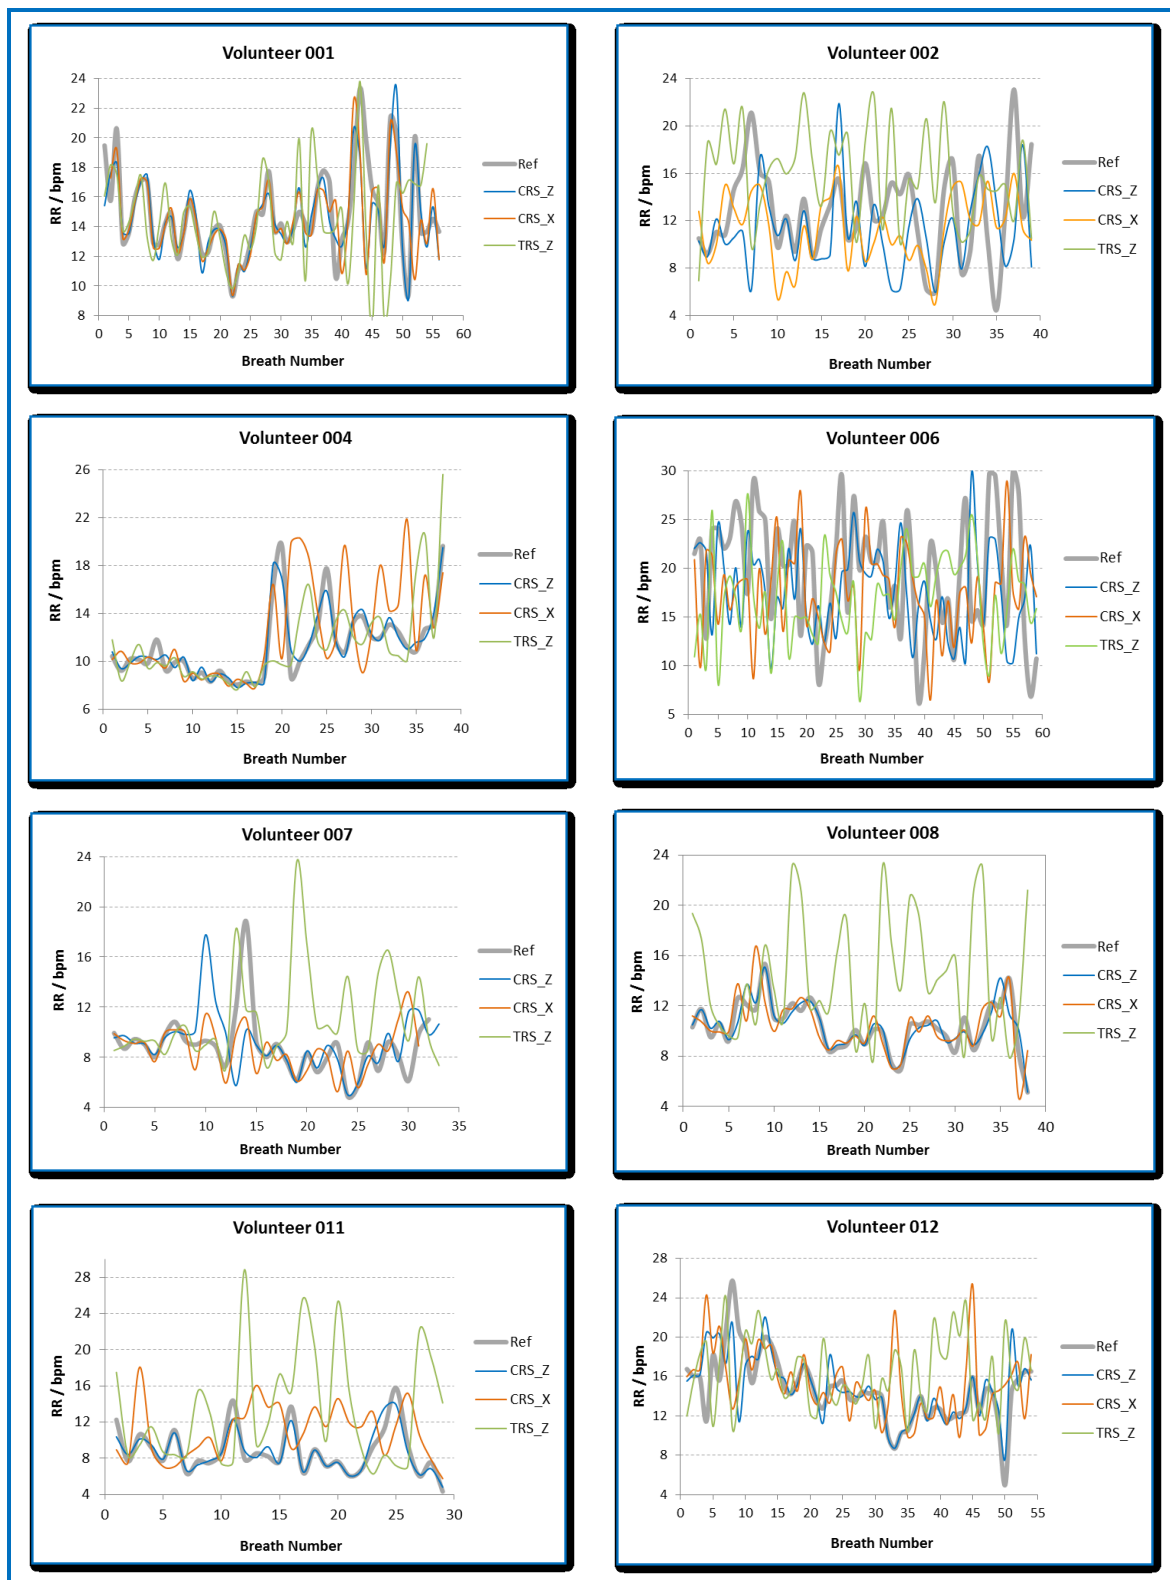 Volunteer 001
24
22
20
18
16
14
12
10
8
RR / bpm
0 5 10 15 20 25 30 35 40 45 50 55 60
Breath Number
Ref
CRS_Z
CRS_X
TRS_Z
Volunteer 002
24
20
16
12
8
4
RR / bpm
0 5 10 15 20 25 30 35 40
Breath Number
Ref
CRS_Z
CRS_X
TRS_Z
Volunteer 004
26
22
18
14
10
6
RR / bpm
0 5 10 15 20 25 30 35 40
Breath Number
Ref
CRS_Z
CRS_X
TRS_Z
Volunteer 006
30
25
20
15
10
5
RR / bpm
0 5 10 15 20 25 30 35 40 45 50 55 60
Breath Number
Ref
CRS_Z
CRS_X
TRS_Z
Volunteer 007
24
20
16
12
8
4
RR / bpm
0 5 10 15 20 25 30 35
Breath Number
Ref
CRS_Z
CRS_X
TRS_Z
Volunteer 008
24
20
16
12
8
4
RR / bpm
0 5 10 15 20 25 30 35 40
Breath Number
Ref
CRS_Z
CRS_X
TRS_Z
Volunteer 011
28
24
20
16
12
8
4
RR / bpm
0 5 10 15 20 25 30
Breath Number
Ref
CRS_Z
CRS_X
TRS_Z
Volunteer 012
28
24
20
16
12
8
4
RR / bpm
0 5 10 15 20 25 30 35 40 45 50 55
Breath Number
Ref
CRS_Z
CRS_X
TRS_Z